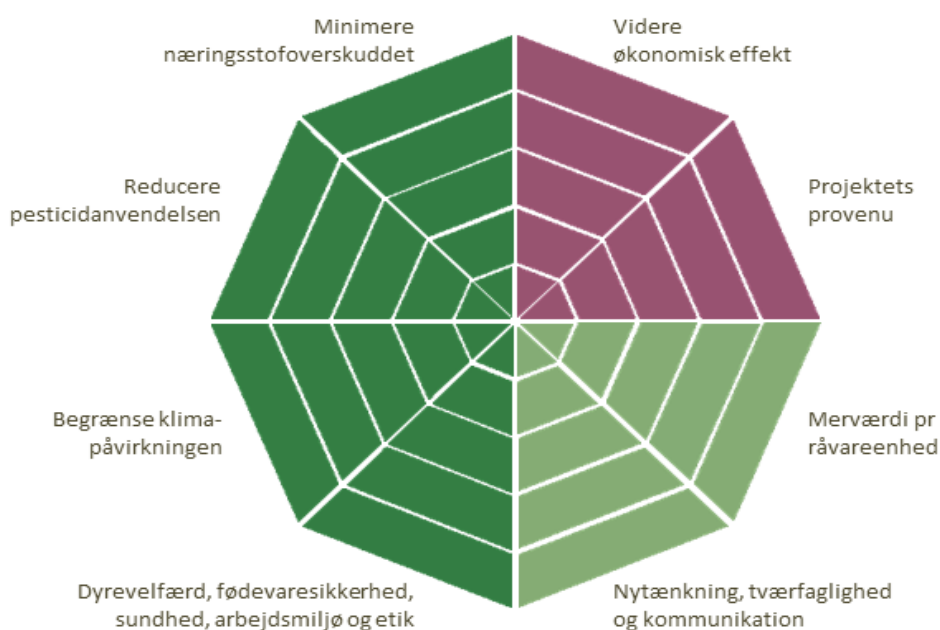 Minimere
næringsstofoverskuddet
Videre
økonomisk effekt
Reducere
pesticidanvendelsen
Projektets
provenu
Begrænse klima-
påvirkningen
Merværdi pr
råvareenhed
Dyrevelfærd, fødevaresikkerhed,
sundhed, arbejdsmiljø og etik
Nytænkning, tværfaglighed
og kommunikation